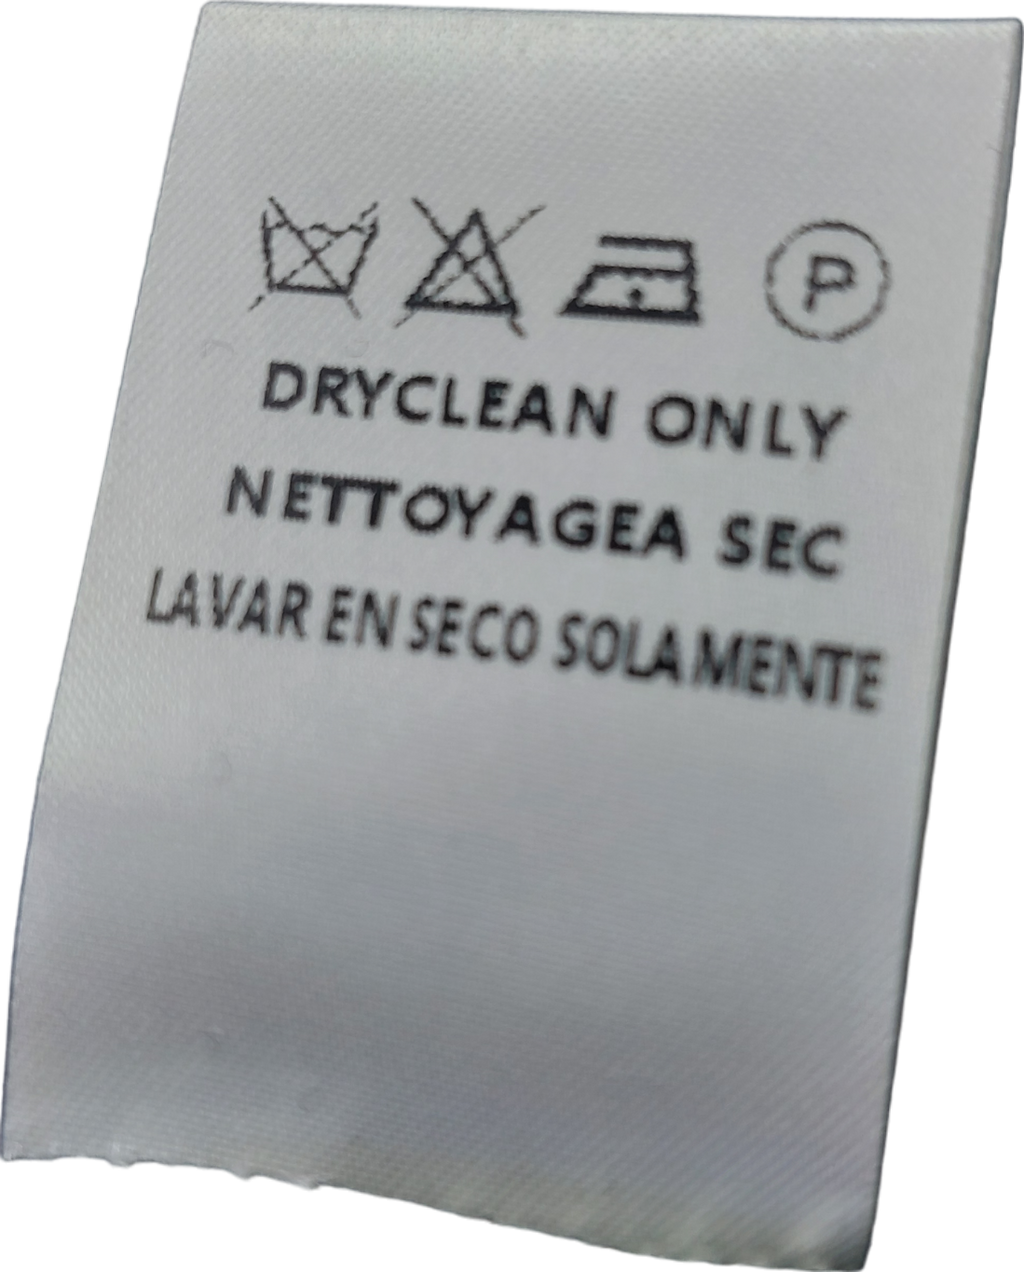 P
DRYCLEAN ONLY
NETTOYAGEA SEC
LAVAR EN SECO SOLAMENTE